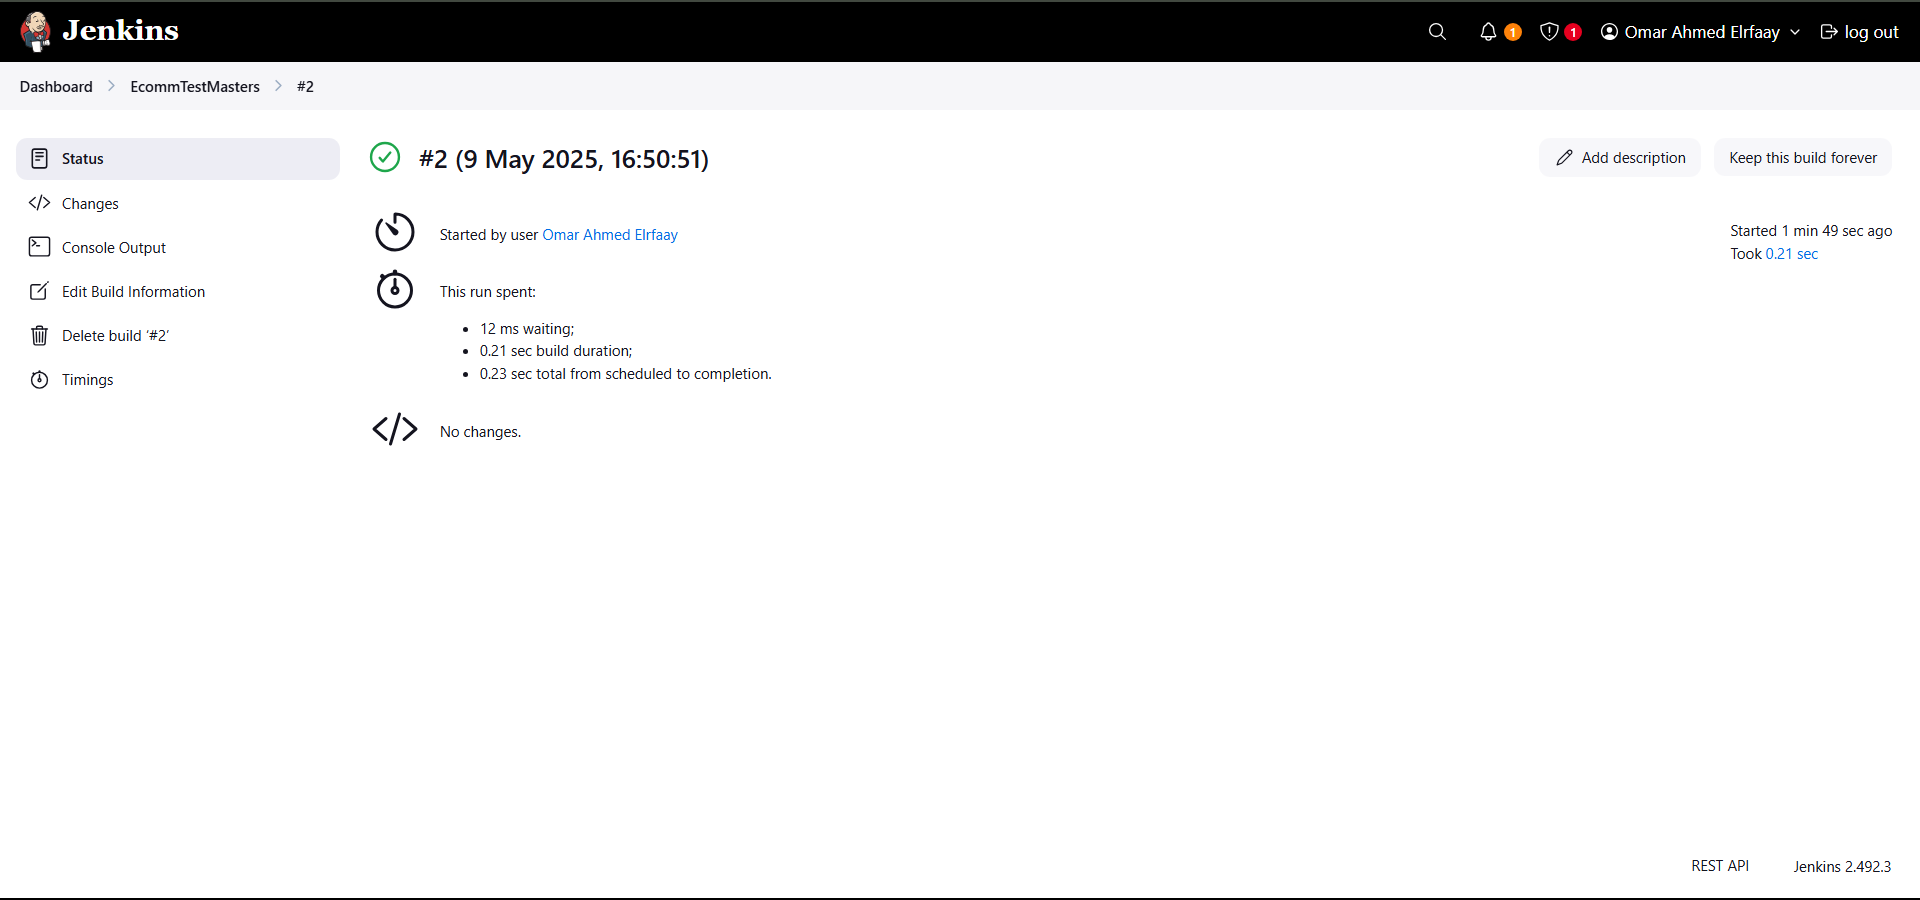 Jenkins
1
1
Omar Ahmed Elrfaay
log out
Dashboard
EcommTestMasters
#2
Status
Changes
Console Output
Edit Build Information
Delete build ‘#2’
Timings
#2 (9 May 2025, 16:50:51)
Add description
Keep this build forever
Started by user Omar Ahmed Elrfaay
Started 1 min 49 sec ago
Took 0.21 sec
This run spent:
12 ms waiting;
0.21 sec build duration;
0.23 sec total from scheduled to completion.
No changes.
REST API
Jenkins 2.492.3